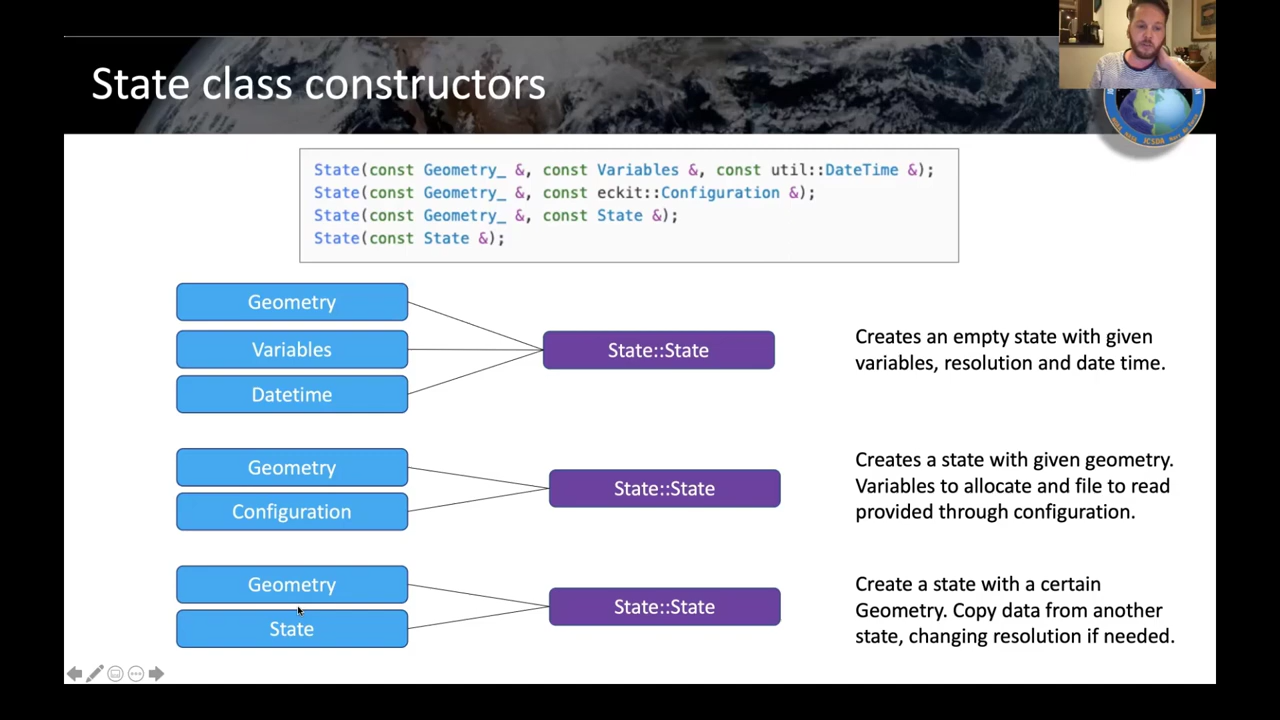 State class constructors
State(const Geometry_ &, const Variables &, const util::DateTime &);
State(const Geometry_ &, const eckit::Configuration &);
State(const Geometry_ &, const State &);
State(const State &);
Geometry
Variables
Datetime
State::State
Creates an empty state with given
variables, resolution and date time.
Geometry
Configuration
State::State
Creates a state with given geometry.
Variables to allocate and file to read
provided through configuration.
Geometry
State
State::State
Create a state with a certain
Geometry. Copy data from another
state, changing resolution if needed.
JCSDA